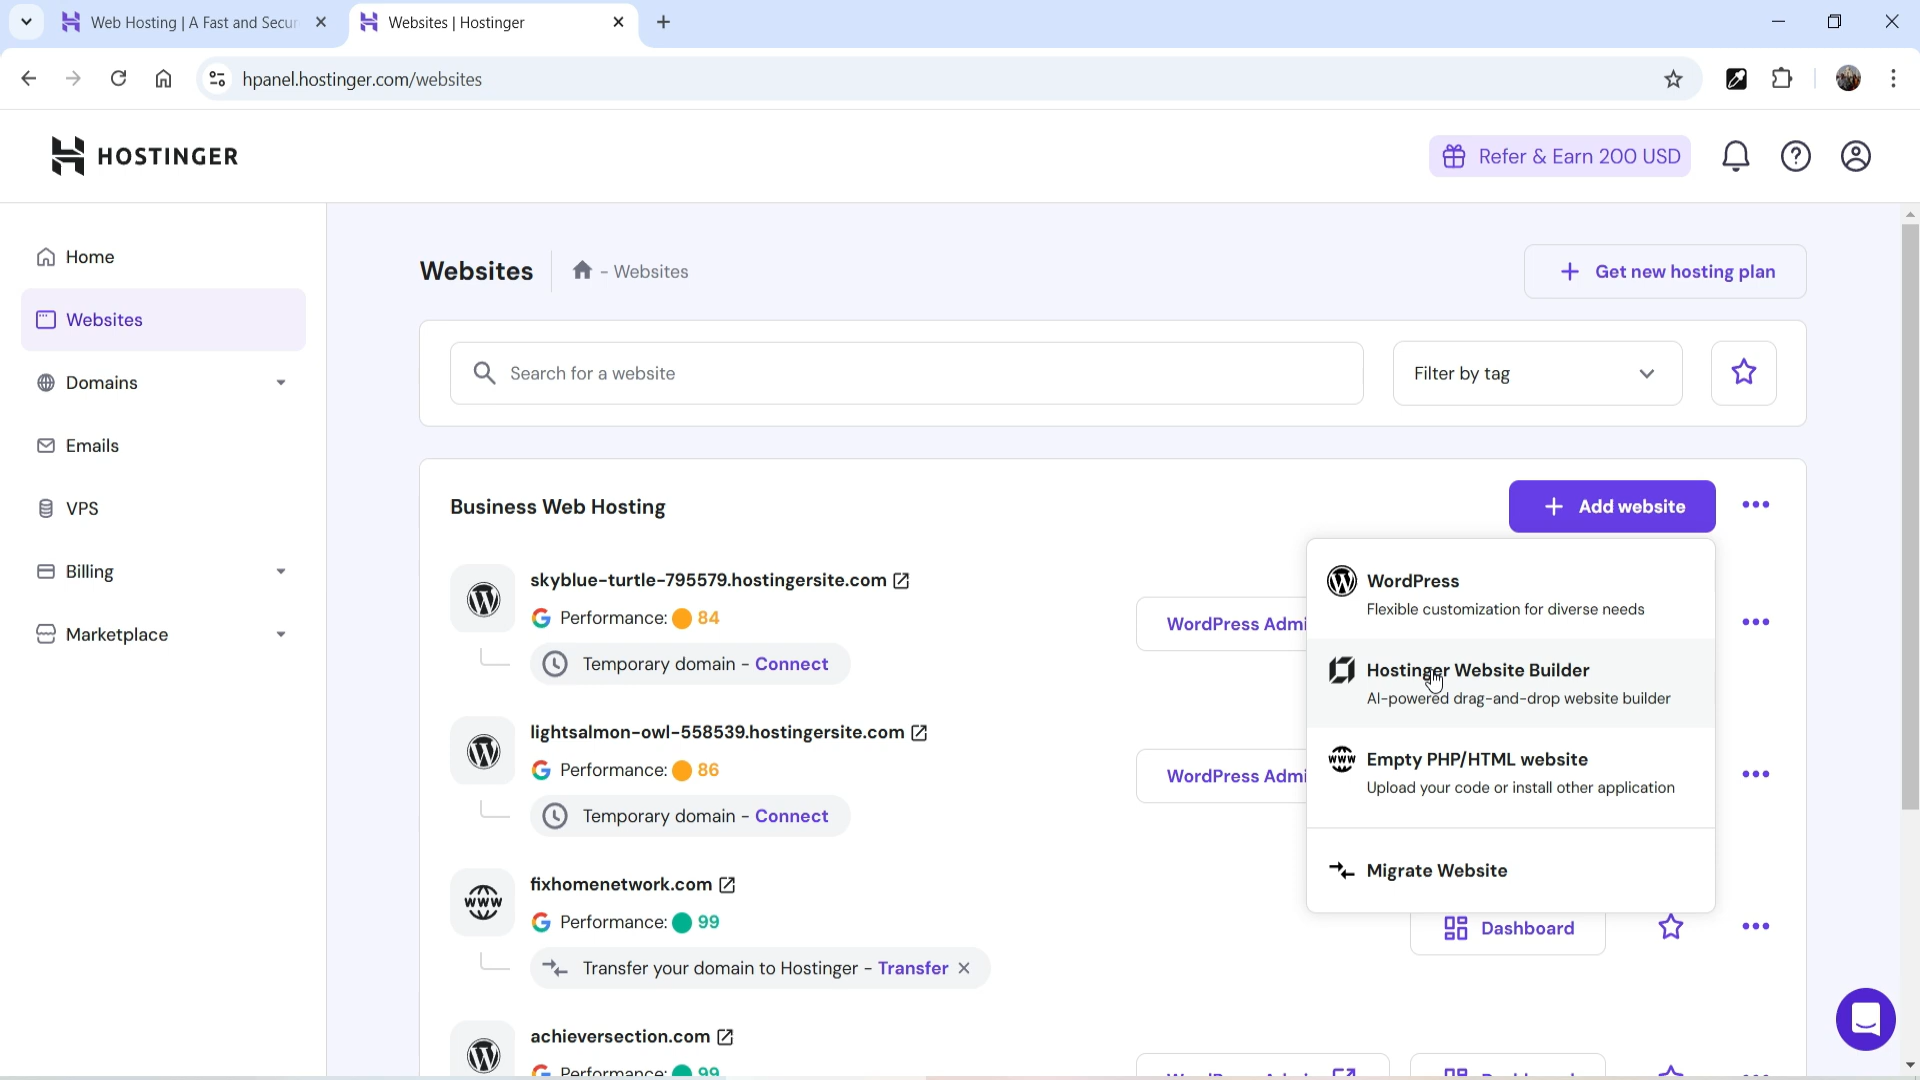 Web Hosting | A Fast and Secur
Websites | Hostinger
hpanel.hostinger.com/websites
HOSTINGER
Refer & Earn 200 USD
Home
Websites
Domains
Emails
VPS
Billing
Marketplace
Websites
- Websites
Get new hosting plan
Search for a website
Filter by tag
Business Web Hosting
Add website
skyblue-turtle-795579.hostingersite.com
Performance: 84
Temporary domain - Connect
WordPress Admi
lightsalmon-owl-558539.hostingersite.com
Performance: 86
Temporary domain - Connect
WordPress Admi
WordPress
Flexible customization for diverse needs
Hostinger Website Builder
AI-powered drag-and-drop website builder
Empty PHP/HTML website
Upload your code or install other application
Migrate Website
fixhomenetwork.com
Performance: 99
Transfer your domain to Hostinger - Transfer
Dashboard
achieversection.com
Performance: 99